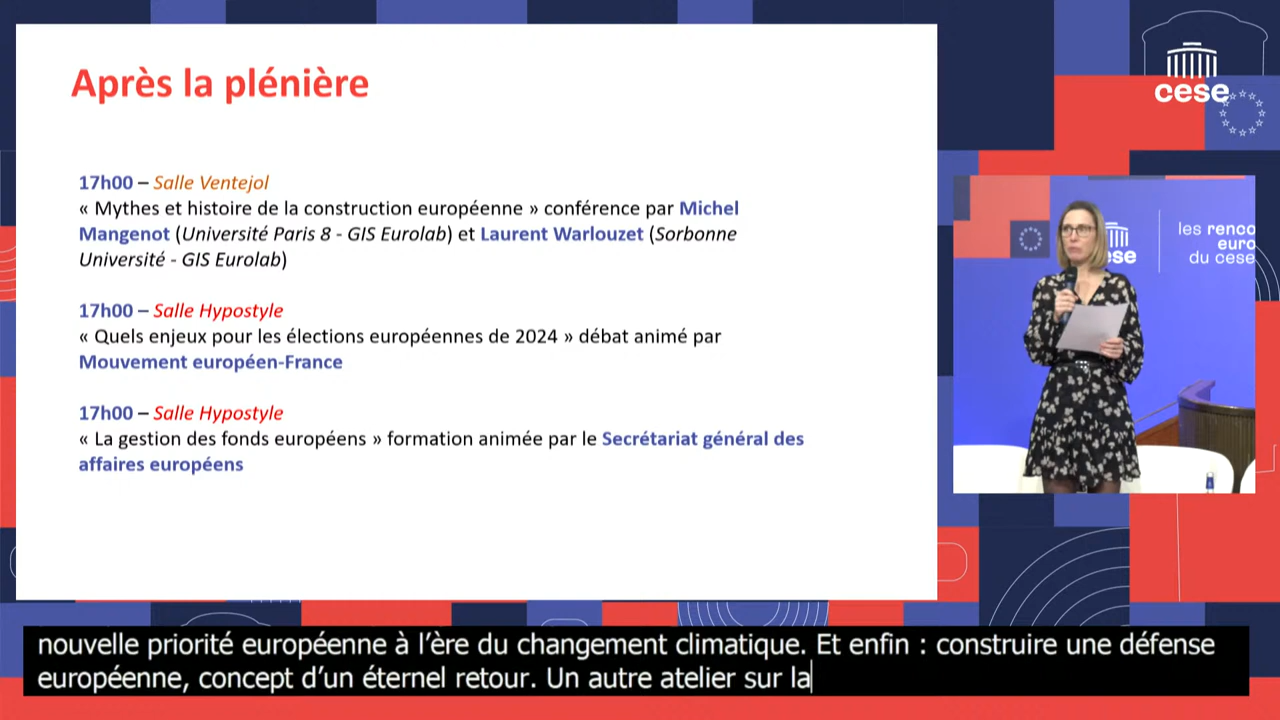 Après la plénière
17h00 – Salle Ventejol
« Mythes et histoire de la construction européenne » conférence par Michel
Mangenot (Université Paris 8 - GIS Eurolab) et Laurent Warlouzet (Sorbonne
Université - GIS Eurolab)
17h00 – Salle Hypostyle
« Quels enjeux pour les élections européennes de 2024 » débat animé par
Mouvement européen-France
17h00 – Salle Hypostyle
« La gestion des fonds européens » formation animée par le Secrétariat général des
affaires européens
cese
les renco
euro
du cese
ese
nouvelle priorité européenne à l’ère du changement climatique. Et enfin : construire une défense
européenne, concept d’un éternel retour. Un autre atelier sur la